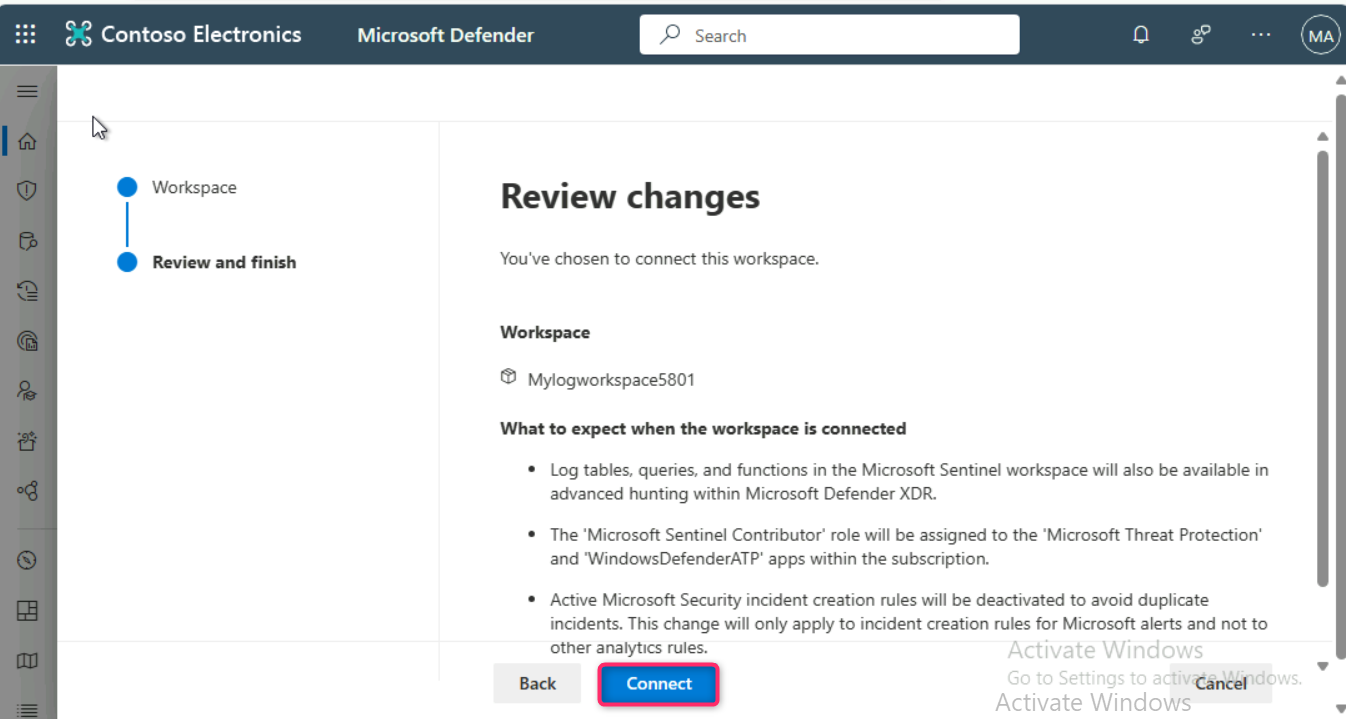 Contoso Electronics
Microsoft Defender
Search
MA
Workspace
Review and finish
Review changes
You've chosen to connect this workspace.
Workspace
Mylogworkspace5801
What to expect when the workspace is connected
• Log tables, queries, and functions in the Microsoft Sentinel workspace will also be available in
advanced hunting within Microsoft Defender XDR.
• The 'Microsoft Sentinel Contributor' role will be assigned to the 'Microsoft Threat Protection'
and 'WindowsDefenderATP' apps within the subscription.
• Active Microsoft Security incident creation rules will be deactivated to avoid duplicate
incidents. This change will only apply to incident creation rules for Microsoft alerts and not to
other analytics rules.
Back
Connect
Cancel
Activate Windows
Go to Settings to activate Windows.
Activate Windows